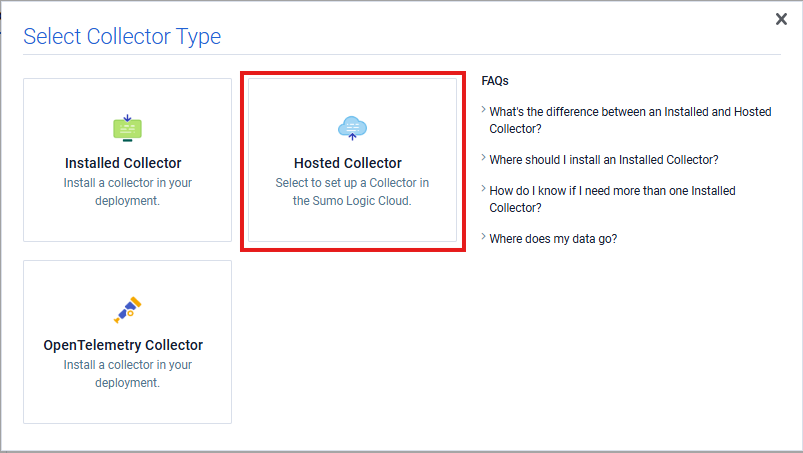 Select Collector Type
Installed Collector
Install a collector in your
deployment.
Hosted Collector
Select to set up a Collector in
the Sumo Logic Cloud.
OpenTelemetry Collector
Install a collector in your
deployment.
FAQs
What's the difference between an Installed and Hosted
Collector?
Where should I install an Installed Collector?
How do I know if I need more than one Installed
Collector?
Where does my data go?